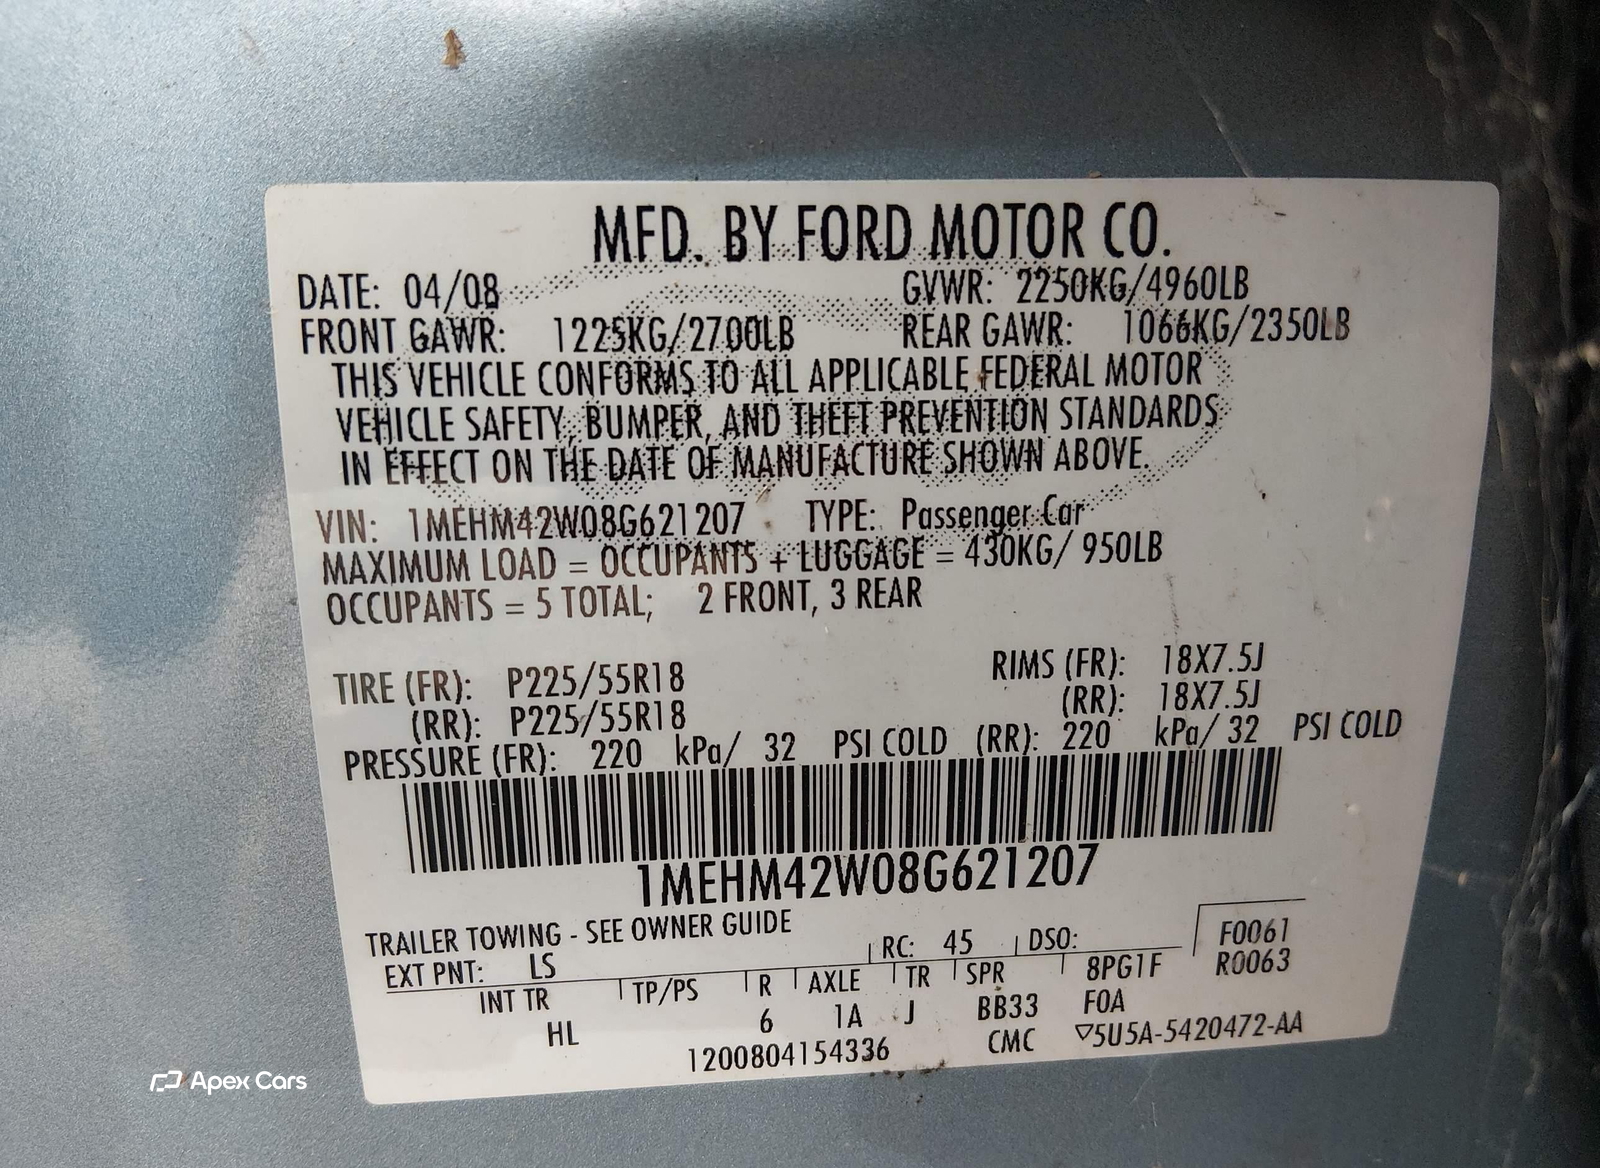 MFD. BY FORD MOTOR CO.
DATE: 04/08 GVWR: 2250KG/4960LB
FRONT GAWR: 1225KG/2700LB REAR GAWR: 1066KG/2350LB
THIS VEHICLE CONFORMS TO ALL APPLICABLE FEDERAL MOTOR
VEHICLE SAFETY, BUMPER, AND THEFT PREVENTION STANDARDS
IN EFFECT ON THE DATE OF MANUFACTURE SHOWN ABOVE.
VIN: 1MEHM42W08G621207 TYPE: Passenger Car
MAXIMUM LOAD = OCCUPANTS + LUGGAGE = 430KG/ 950LB
OCCUPANTS = 5 TOTAL; 2 FRONT, 3 REAR
TIRE (FR): P225/55R18 RIMS (FR): 18X7.5J
(RR): P225/55R18 (RR): 18X7.5J
PRESSURE (FR): 220 kPa/ 32 PSI COLD (RR): 220 kPa/ 32 PSI COLD
1MEHM42W08G621207
TRAILER TOWING - SEE OWNER GUIDE
EXT PNT: LS RC: 45 DSO: F0061
INT TR TP/PS R AXLE TR SPR 8PG1F R0063
HL 6 1A J BB33 F0A
1200804154336 CMC ▽5U5A-5420472-AA
Apex Cars